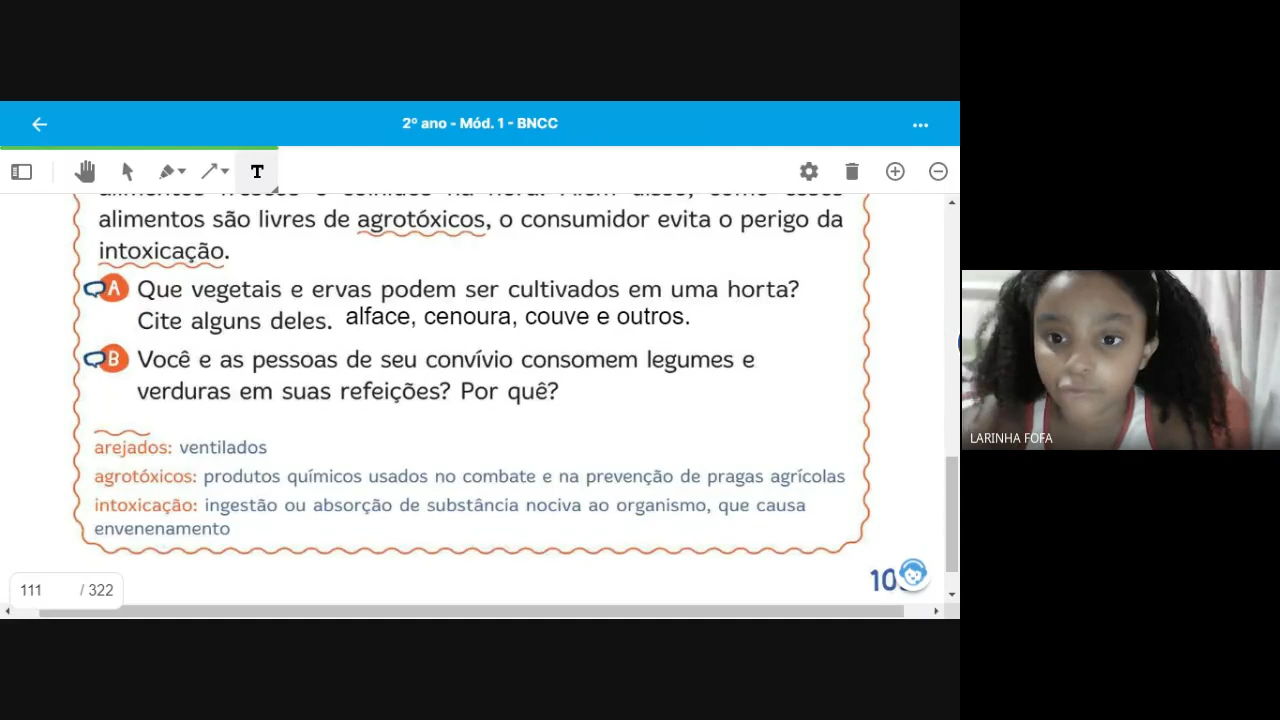 2º ano - Mód. 1 - BNCC
T
alimentos são livres de agrotóxicos, o consumidor evita o perigo da
intoxicação.
A Que vegetais e ervas podem ser cultivados em uma horta?
Cite alguns deles. alface, cenoura, couve e outros.
B Você e as pessoas de seu convívio consomem legumes e
verduras em suas refeições? Por quê?
arejados: ventilados
agrotóxicos: produtos químicos usados no combate e na prevenção de pragas agrícolas
intoxicação: ingestão ou absorção de substância nociva ao organismo, que causa
envenenamento
111 / 322
LARINHA FOFA